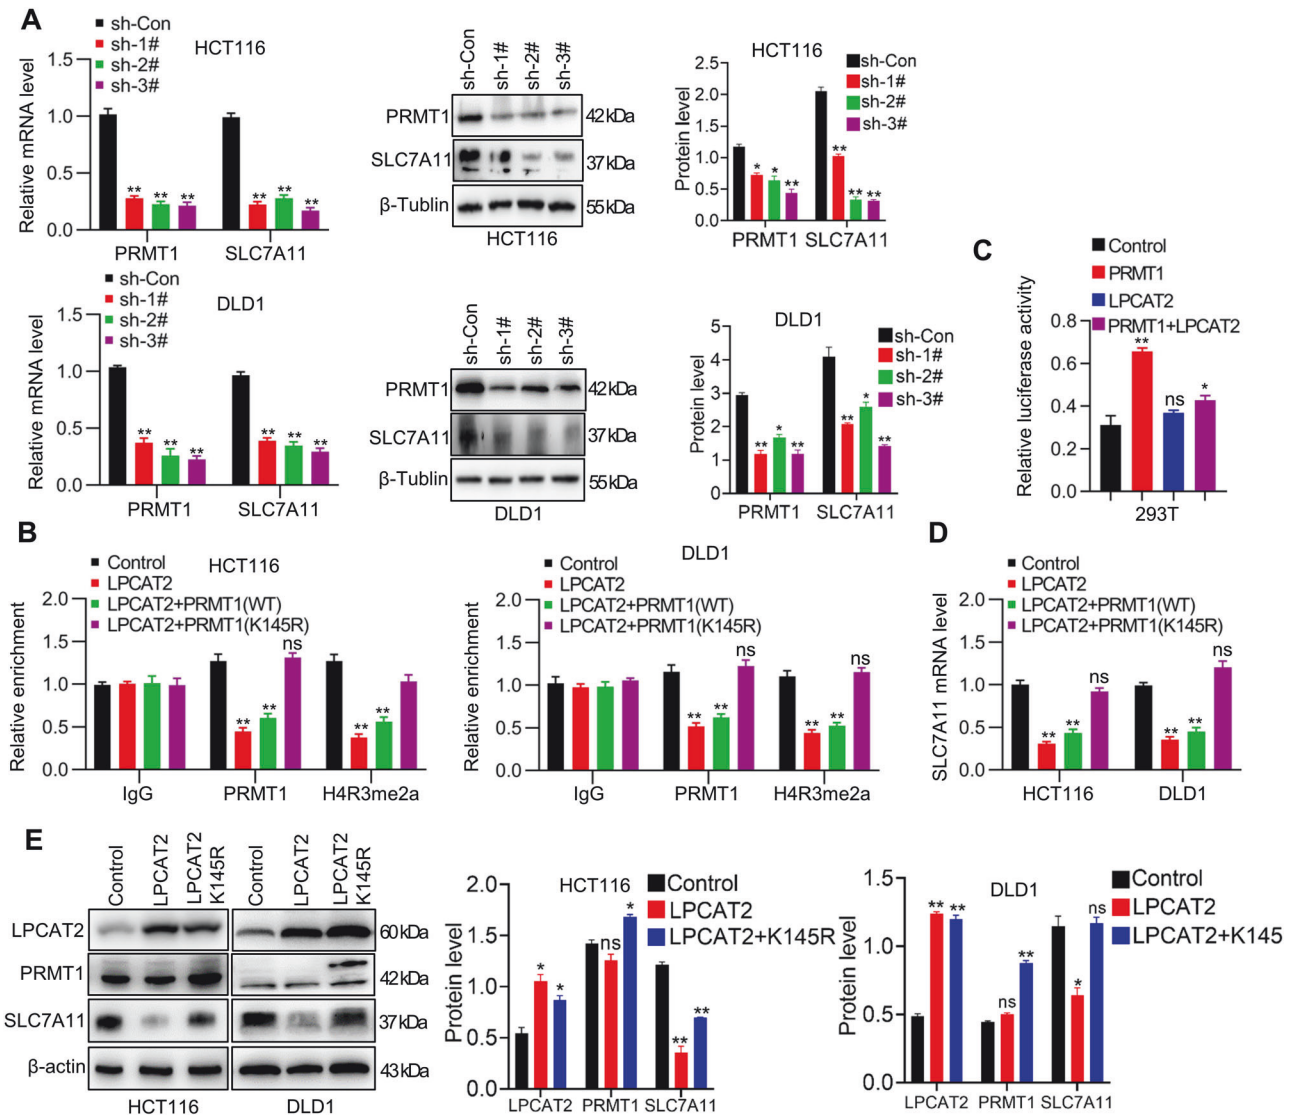 A
sh-Con
sh-1#
sh-2#
sh-3#
HCT116
Relative mRNA level
1.5
1.0
0.5
0.0
** ** **
** ** **
PRMT1 SLC7A11
sh-Con sh-1# sh-2# sh-3#
PRMT1 42kDa
SLC7A11 37kDa
β-Tublin 55kDa
HCT116
HCT116
sh-Con
sh-1#
sh-2#
sh-3#
Protein level
2.5
2.0
1.5
1.0
0.5
0.0
* * **
** ** **
PRMT1 SLC7A11
sh-Con
sh-1#
sh-2#
sh-3#
DLD1
Relative mRNA level
1.5
1.0
0.5
0.0
** ** **
** ** **
PRMT1 SLC7A11
sh-Con sh-1# sh-2# sh-3#
PRMT1 42kDa
SLC7A11 37kDa
β-Tublin 55kDa
DLD1
DLD1
sh-Con
sh-1#
sh-2#
sh-3#
Protein level
5
4
3
2
1
0
** * **
** * **
PRMT1 SLC7A11
C
Control
PRMT1
LPCAT2
PRMT1+LPCAT2
Relative luciferase activity
0.8
0.6
0.4
0.2
0.0
** ns *
293T
B
Control
LPCAT2
LPCAT2+PRMT1(WT)
LPCAT2+PRMT1(K145R)
HCT116
Relative enrichment
2.0
1.5
1.0
0.5
0.0
** ** ns
** **
IgG PRMT1 H4R3me2a
DLD1
Control
LPCAT2
LPCAT2+PRMT1(WT)
LPCAT2+PRMT1(K145R)
Relative enrichment
2.0
1.5
1.0
0.5
0.0
** ** ns
** ** ns
IgG PRMT1 H4R3me2a
D
Control
LPCAT2
LPCAT2+PRMT1(WT)
LPCAT2+PRMT1(K145R)
SLC7A11 mRNA level
2.0
1.5
1.0
0.5
0.0
** ** ns
** ** ns
HCT116 DLD1
E
Control LPCAT2 LPCAT2 K145R Control LPCAT2 LPCAT2 K145R
LPCAT2 60kDa
PRMT1 42kDa
SLC7A11 37kDa
β-actin 43kDa
HCT116 DLD1
HCT116
Control
LPCAT2
LPCAT2+K145R
Protein level
2.0
1.5
1.0
0.5
0.0
* *
ns *
** **
LPCAT2 PRMT1 SLC7A11
DLD1
Control
LPCAT2
LPCAT2+K145
Protein level
1.5
1.0
0.5
0.0
** **
ns **
* ns
LPCAT2 PRMT1 SLC7A11